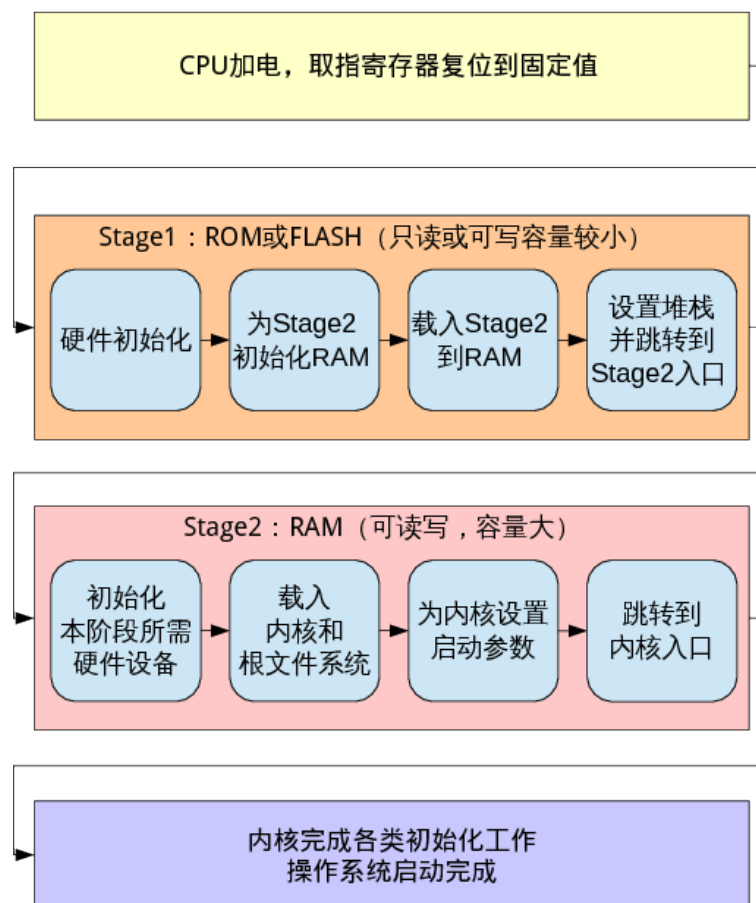 CPU加电，取指寄存器复位到固定值
Stage1：ROM或FLASH（只读或可写容量较小）
硬件初始化
为Stage2
初始化RAM
载入Stage2
到RAM
设置堆栈
并跳转到
Stage2入口
Stage2：RAM（可读写，容量大）
初始化
本阶段所需
硬件设备
载入
内核和
根文件系统
为内核设置
启动参数
跳转到
内核入口
内核完成各类初始化工作
操作系统启动完成